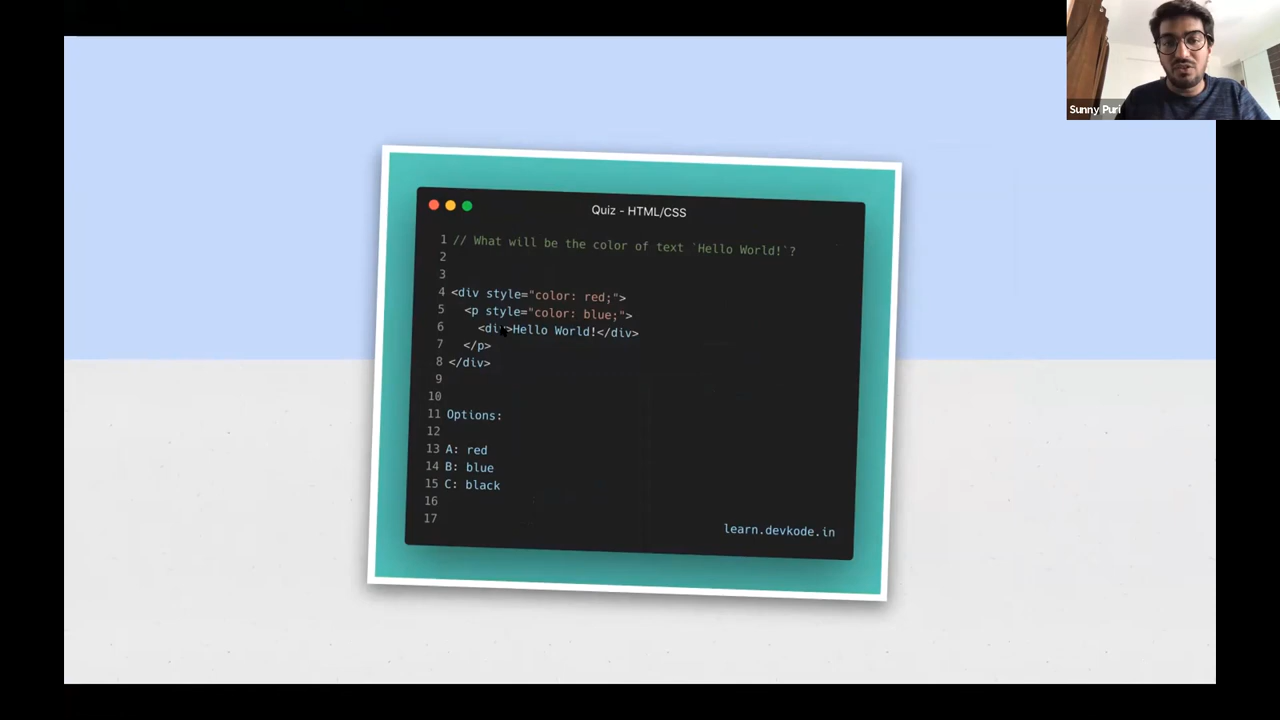 Sunny Puri
Quiz - HTML/CSS
1 // What will be the color of text `Hello World!`?
2
3
4 <div style="color: red;">
5 <p style="color: blue;">
6 <div>Hello World!</div>
7 </p>
8 </div>
9
10
11 Options:
12
13 A: red
14 B: blue
15 C: black
16
17
learn.devkode.in